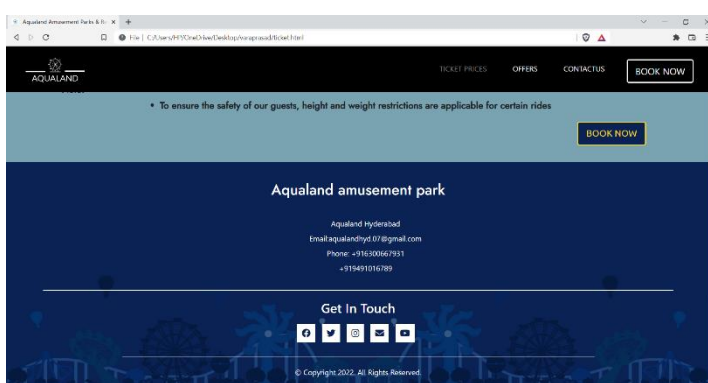 Aqualand Amusement Parks & R
File | C:/Users/HP/OneDrive/Desktop/varaprasad/ticket.html
AQUALAND
TICKET PRICES OFFERS CONTACTUS BOOK NOW
• To ensure the safety of our guests, height and weight restrictions are applicable for certain rides
BOOK NOW
Aqualand amusement park
Aqualand Hyderabad
Email:aqualandhyd.07@gmail.com
Phone: +916300667931
+919491016789
Get In Touch
© Copyright 2022. All Rights Reserved.